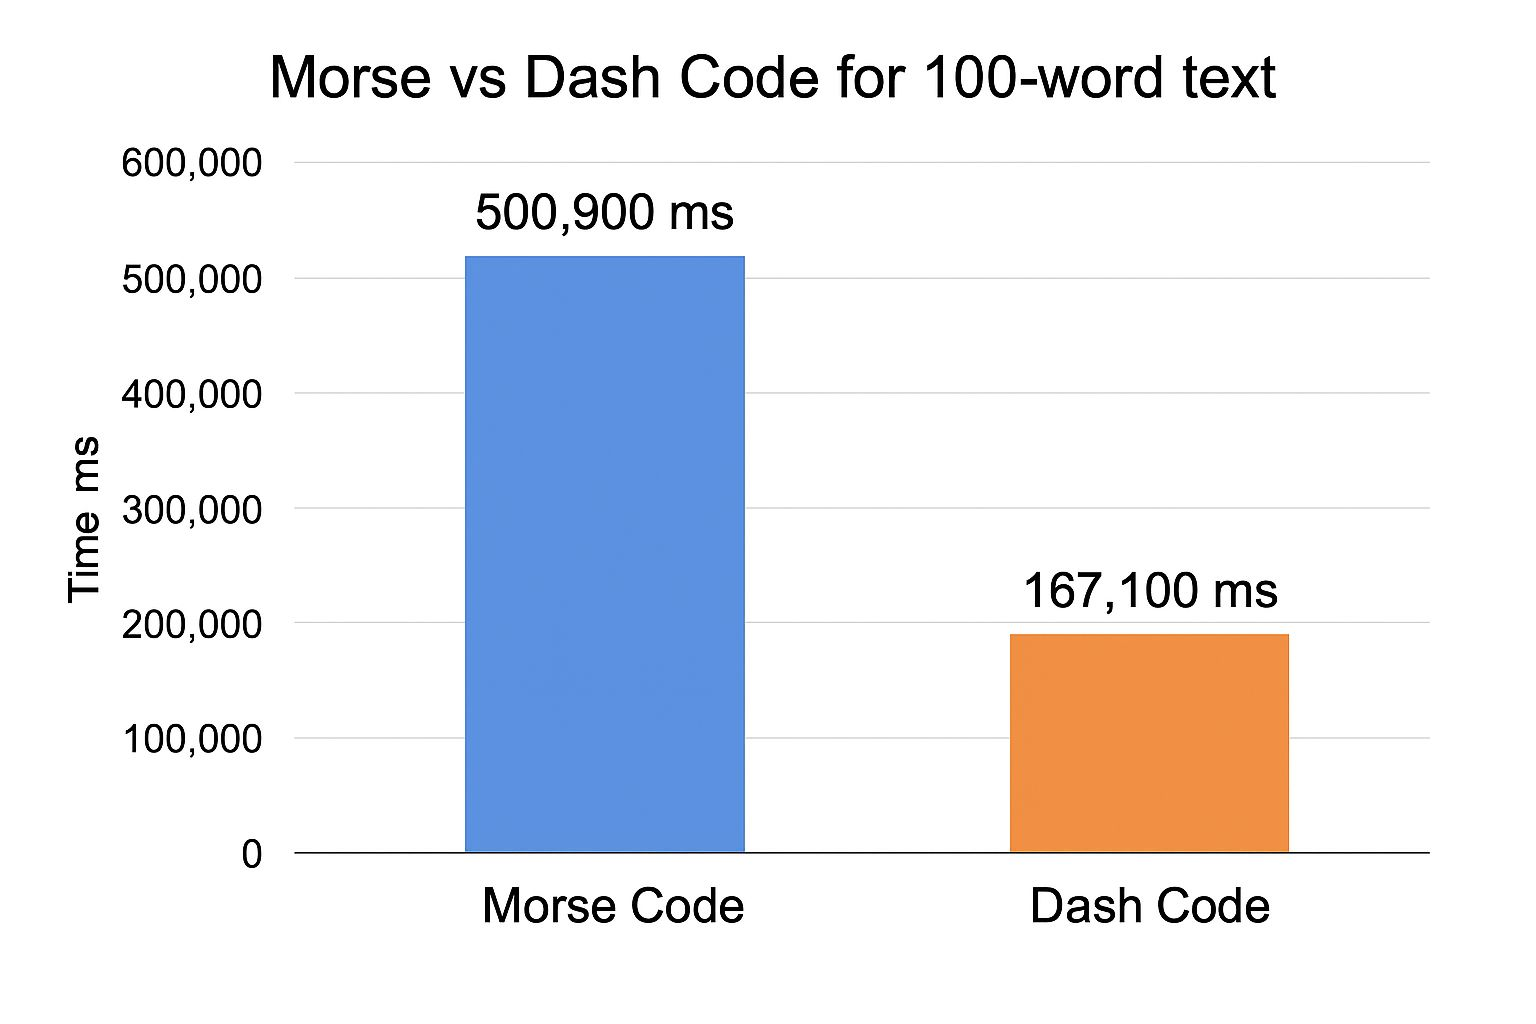 Morse vs Dash Code for 100-word text
600,000
500,900 ms
500,000
400,000
Time ms
300,000
167,100 ms
200,000
100,000
0
Morse Code
Dash Code